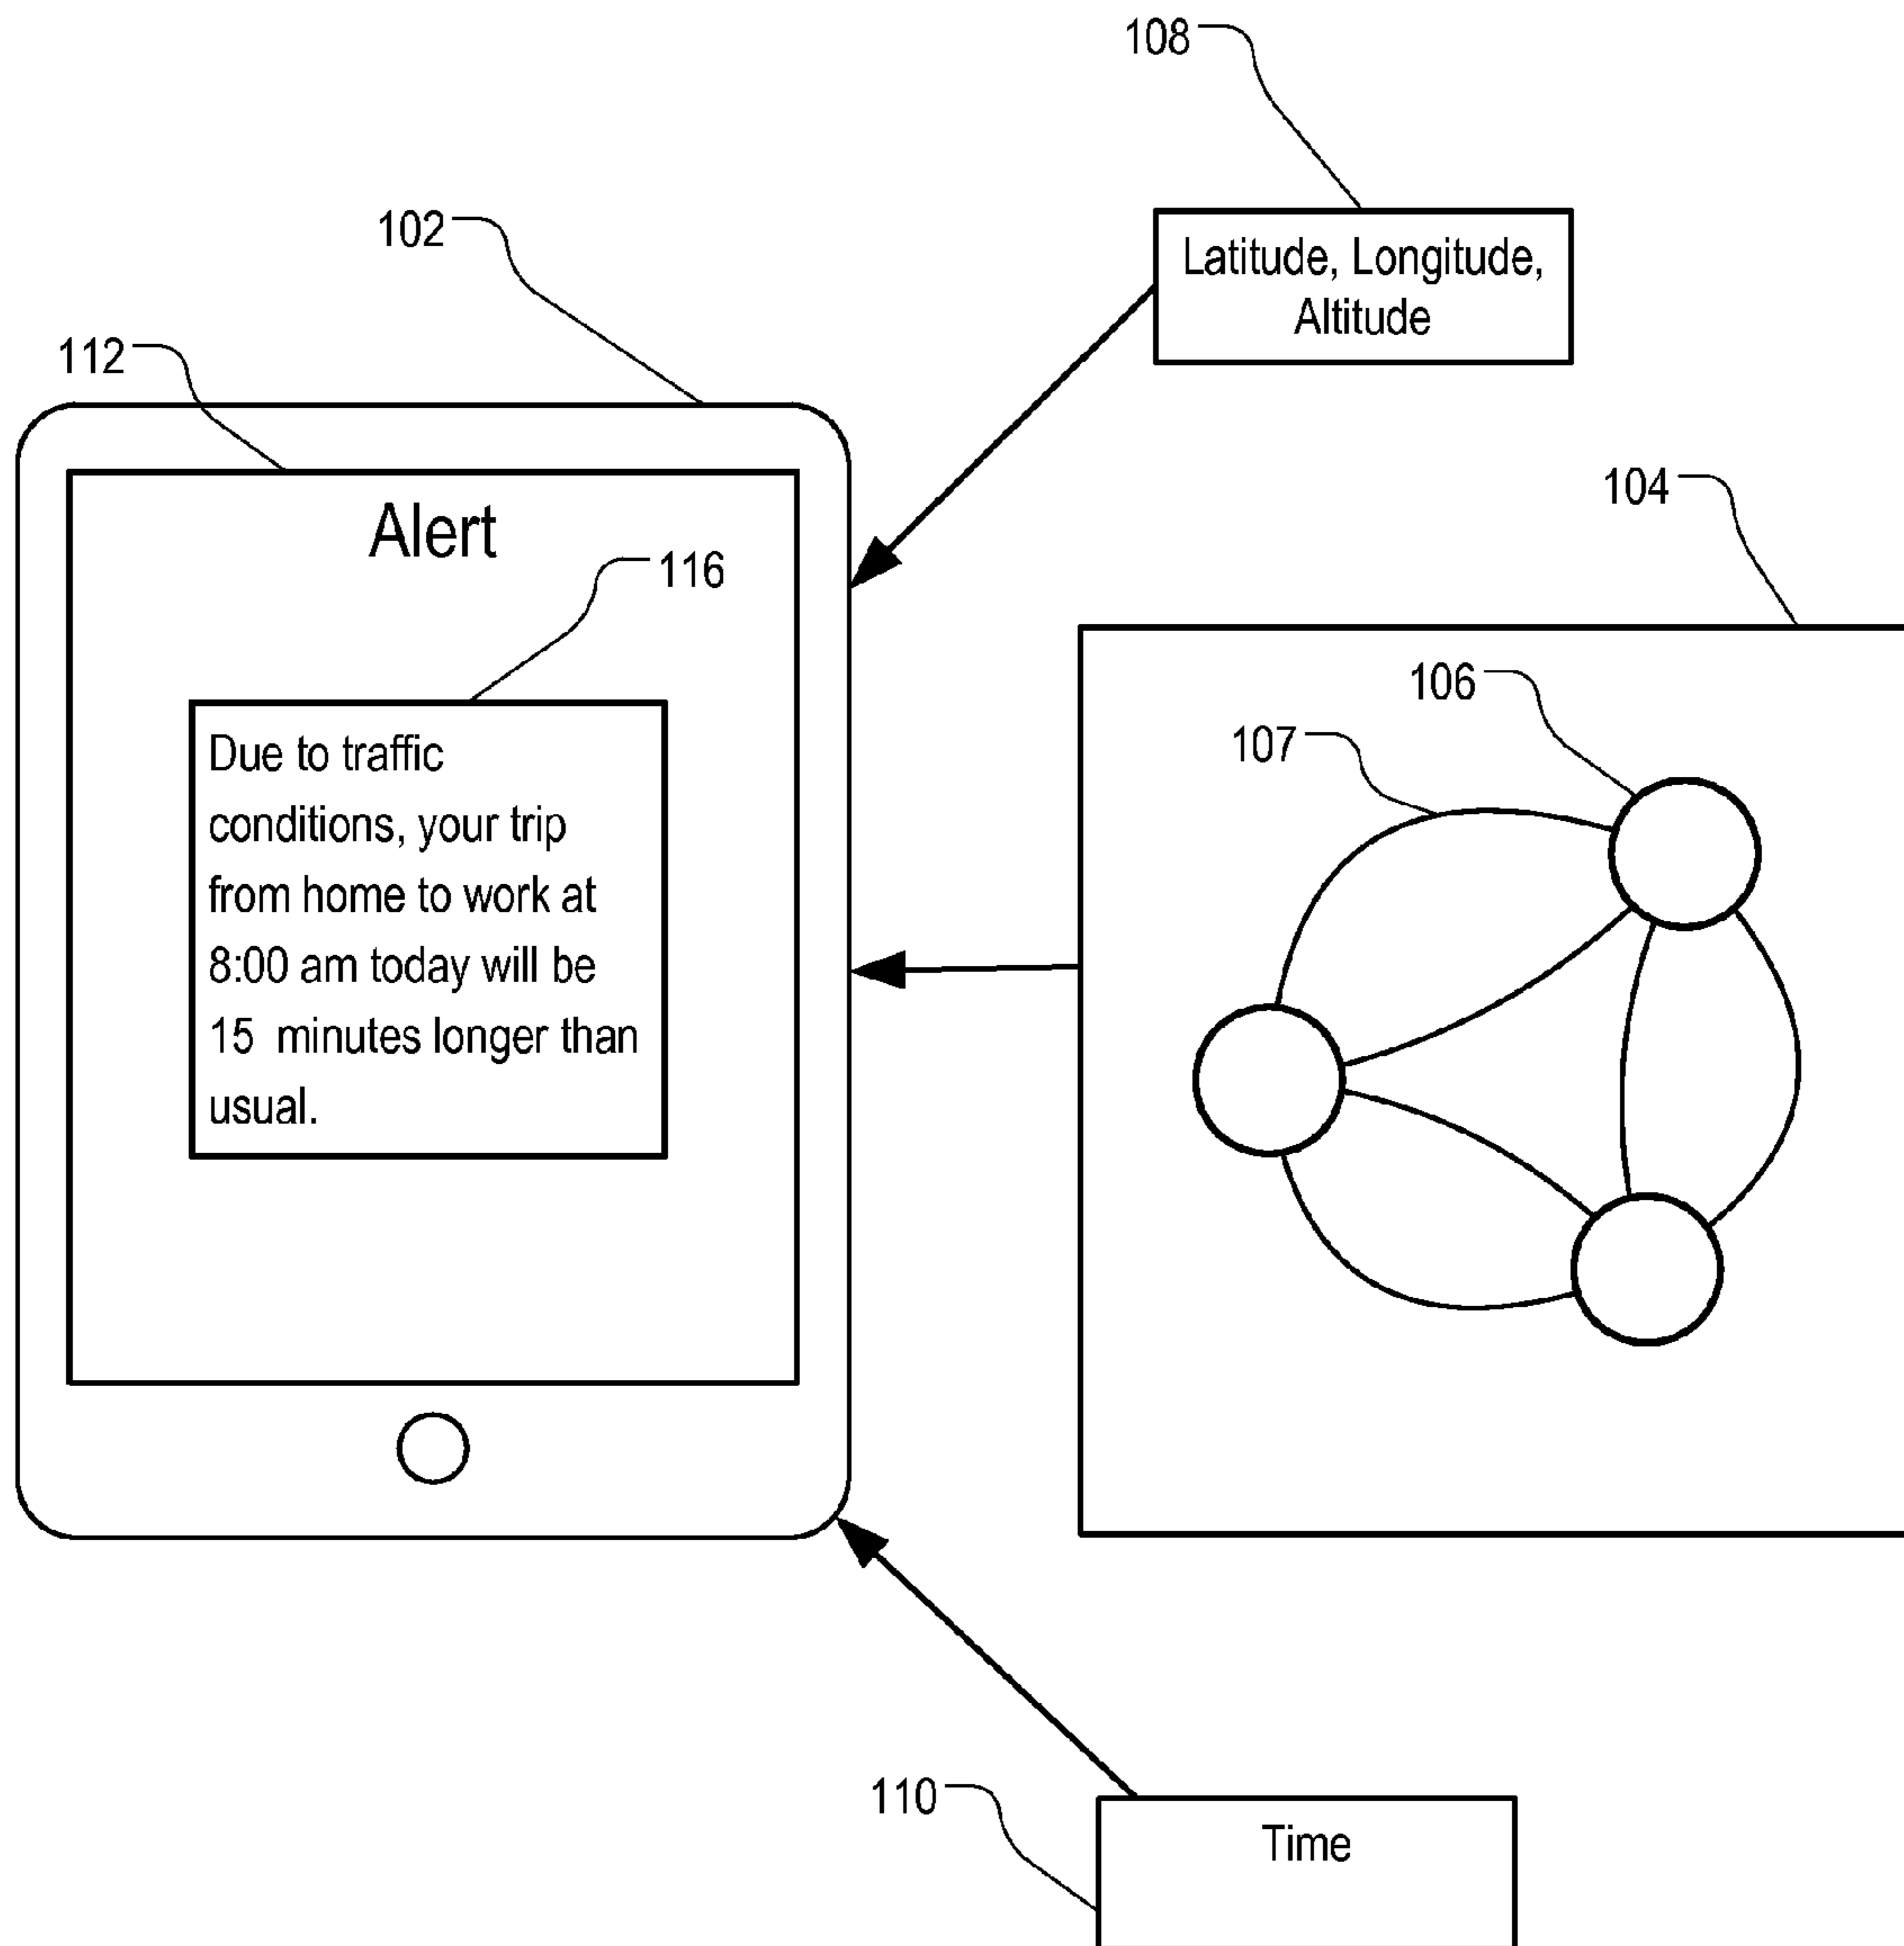 108
102
Latitude, Longitude,
Altitude
112
104
Alert
116
106
107
Due to traffic
conditions, your trip
from home to work at
8:00 am today will be
15 minutes longer than
usual.
110
Time